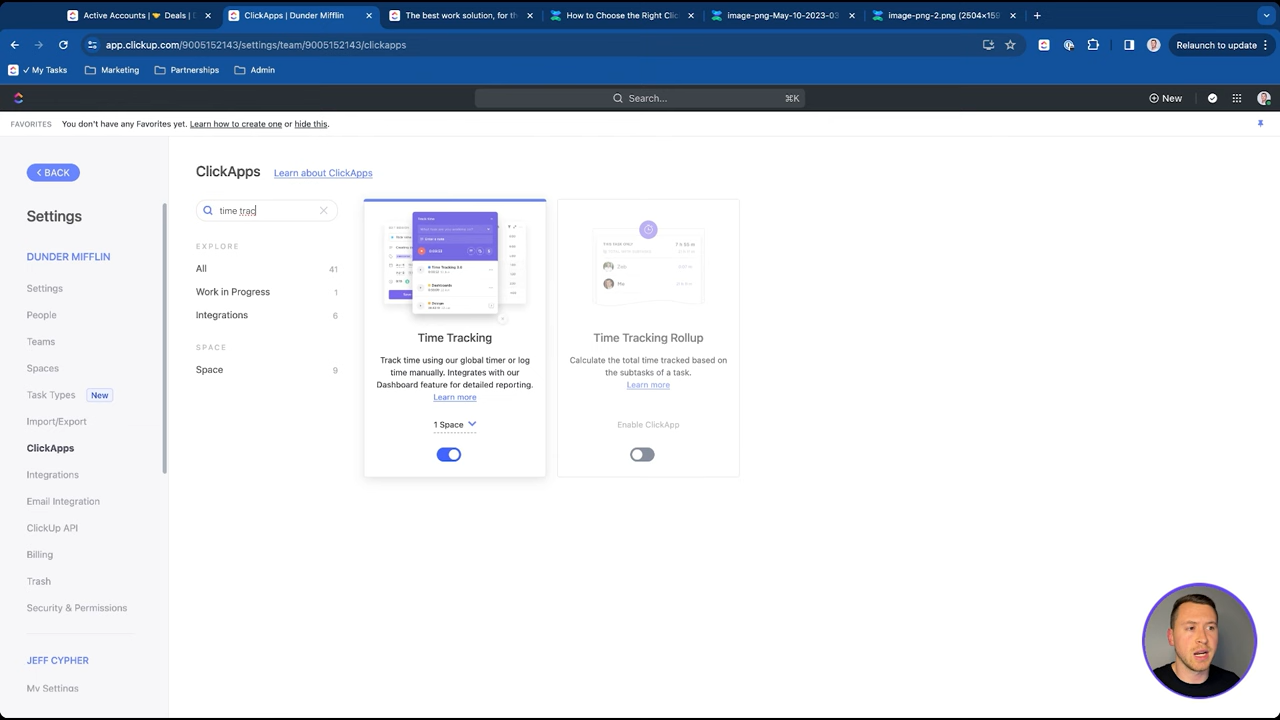 Active Accounts | 🤝 Deals | D
ClickApps | Dunder Mifflin
The best work solution, for th
How to Choose the Right Clic
image-png-May-10-2023-03
image-png-2.png (2504×159
app.clickup.com/9005152143/settings/team/9005152143/clickapps
Relaunch to update
✓ My Tasks
Marketing
Partnerships
Admin
Search...
⌘K
New
FAVORITES
You don't have any Favorites yet. Learn how to create one or hide this.
BACK
Settings
DUNDER MIFFLIN
Settings
People
Teams
Spaces
Task Types New
Import/Export
ClickApps
Integrations
Email Integration
ClickUp API
Billing
Trash
Security & Permissions
JEFF CYPHER
My Settings
ClickApps
Learn about ClickApps
time trac
EXPLORE
All 41
Work in Progress 1
Integrations 6
SPACE
Space 9
Time Tracking
Track time using our global timer or log
time manually. Integrates with our
Dashboard feature for detailed reporting.
Learn more
1 Space
Time Tracking Rollup
Calculate the total time tracked based on
the subtasks of a task.
Learn more
Enable ClickApp